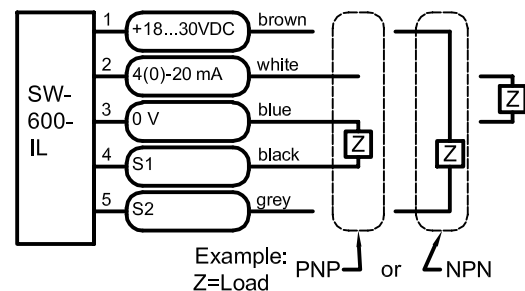 SW-
600-
IL
1 +18...30VDC brown
2 4(0)-20 mA white
3 0 V blue
4 S1 black
5 S2 grey
Z
Z
Z
Example:
Z=Load
PNP or NPN